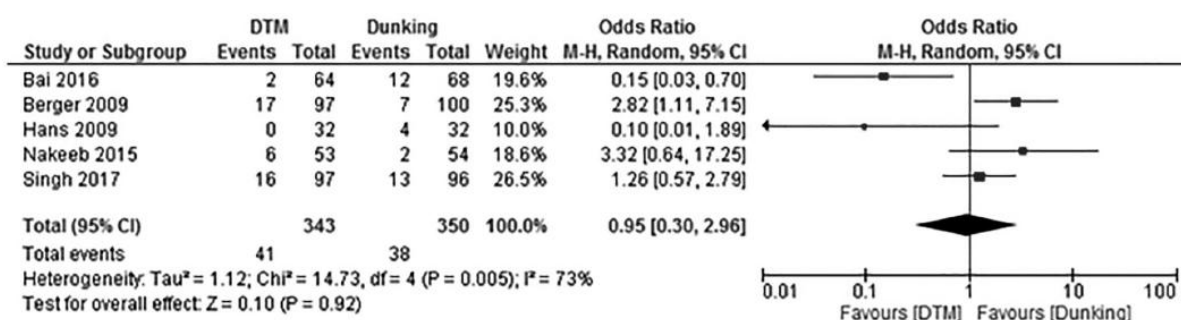 DTM Dunking Odds Ratio Odds Ratio
Study or Subgroup Events Total Events Total Weight M-H, Random, 95% CI M-H, Random, 95% CI
Bai 2016 2 64 12 68 19.6% 0.15 [0.03, 0.70]
Berger 2009 17 97 7 100 25.3% 2.82 [1.11, 7.15]
Hans 2009 0 32 4 32 10.0% 0.10 [0.01, 1.89]
Nakeeb 2015 6 53 2 54 18.6% 3.32 [0.64, 17.25]
Singh 2017 16 97 13 96 26.5% 1.26 [0.57, 2.79]
Total (95% CI) 343 350 100.0% 0.95 [0.30, 2.96]
Total events 41 38
Heterogeneity: Tau² = 1.12; Chi² = 14.73, df = 4 (P = 0.005); I² = 73%
Test for overall effect: Z = 0.10 (P = 0.92)
0.01 0.1 1 10 100
Favours [DTM] Favours [Dunking]